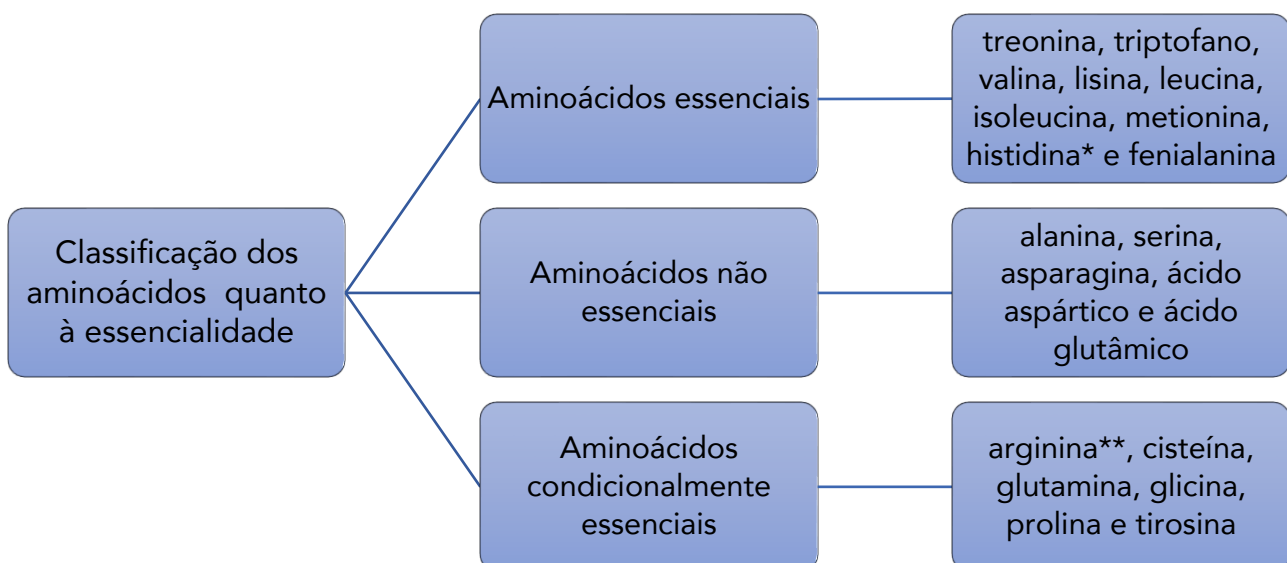 Classificação dos
aminoácidos quanto
à essencialidade
Aminoácidos essenciais
treonina, triptofano,
valina, lisina, leucina,
isoleucina, metionina,
histidina* e fenialanina
Aminoácidos não
essenciais
alanina, serina,
asparagina, ácido
aspártico e ácido
glutâmico
Aminoácidos
condicionalmente
essenciais
arginina**, cisteína,
glutamina, glicina,
prolina e tirosina